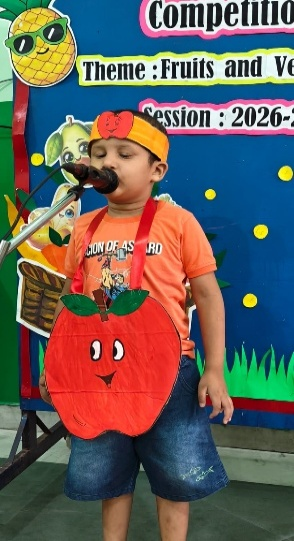 Competitio
Theme : Fruits and Ve
Session : 2026-2